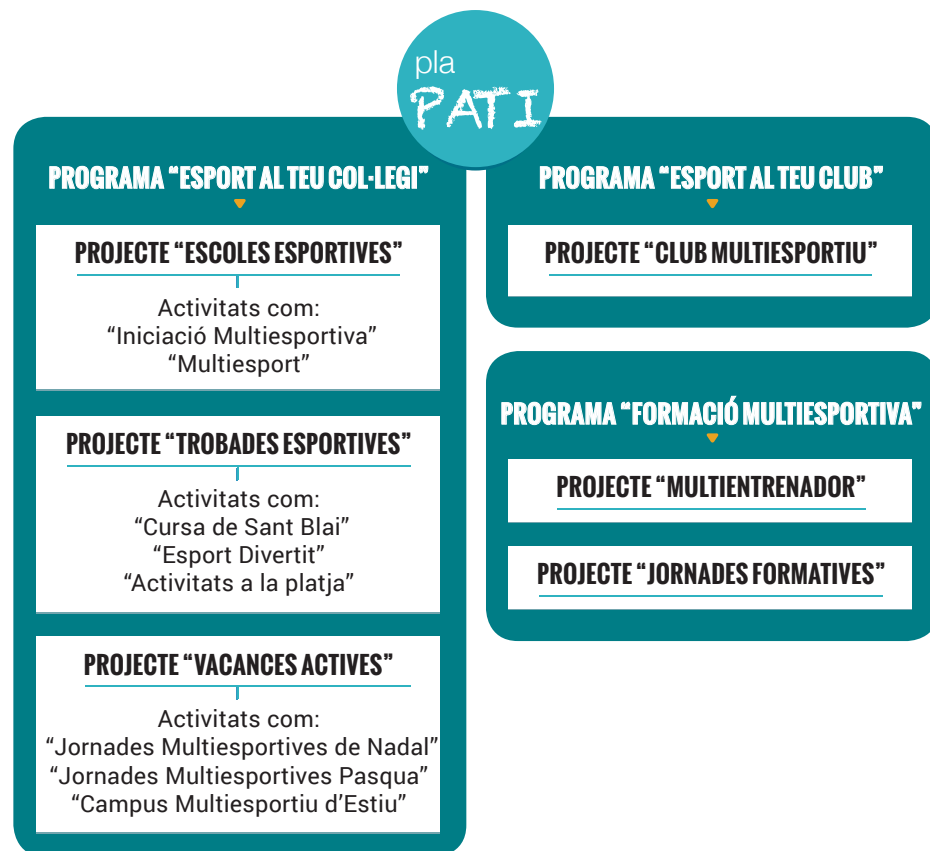 pla
PATI
PROGRAMA “ESPORT AL TEU COL·LEGI”
PROJECTE “ESCOLES ESPORTIVES”
Activitats com:
“Iniciació Multiesportiva”
“Multiesport”
PROJECTE “TROBADES ESPORTIVES”
Activitats com:
“Cursa de Sant Blai”
“Esport Divertit”
“Activitats a la platja”
PROJECTE “VACANCES ACTIVES”
Activitats com:
“Jornades Multiesportives de Nadal”
“Jornades Multiesportives Pasqua”
“Campus Multiesportiu d’Estiu”
PROGRAMA “ESPORT AL TEU CLUB”
PROJECTE “CLUB MULTIESPORTIU”
PROGRAMA “FORMACIÓ MULTIESPORTIVA”
PROJECTE “MULTIENTRENADOR”
PROJECTE “JORNADES FORMATIVES”